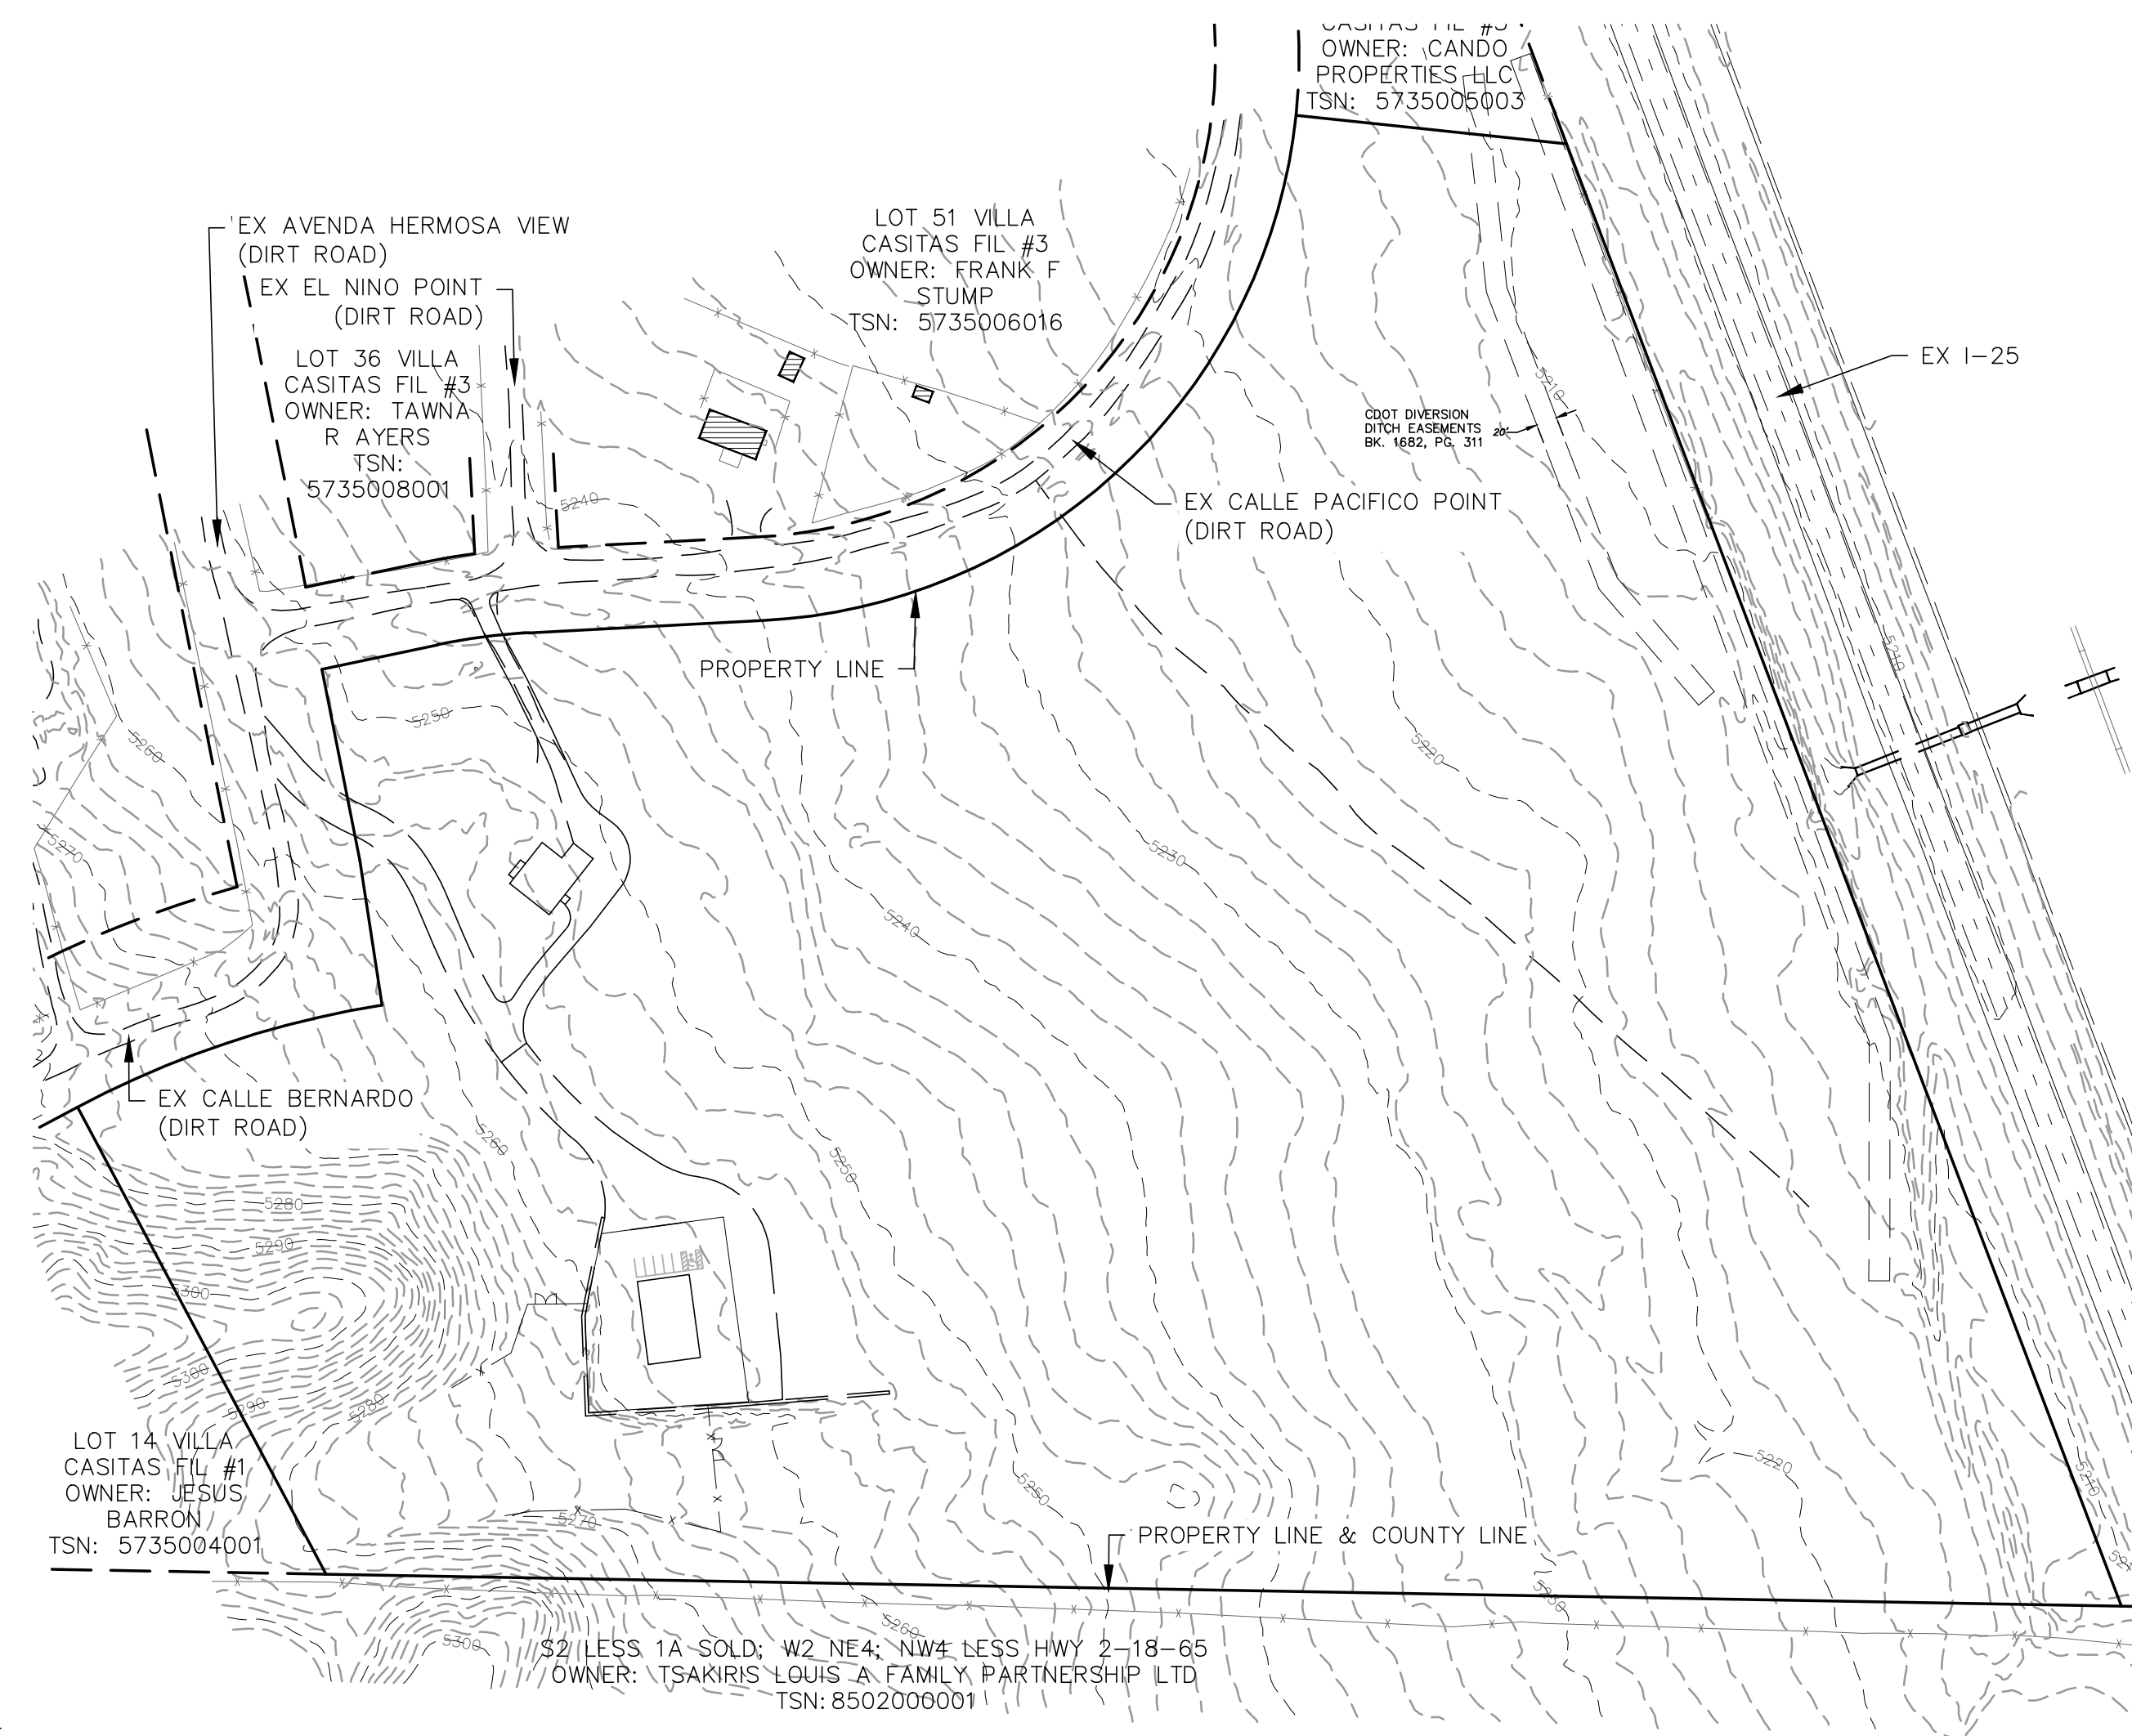 CASITAS FIL #3
OWNER: CANDO
PROPERTIES LLC
TSN: 5735005003
EX AVENDA HERMOSA VIEW
(DIRT ROAD)
EX EL NINO POINT
(DIRT ROAD)
LOT 36 VILLA
CASITAS FIL #3
OWNER: TAWNA
R AYERS
TSN:
5735008001
LOT 51 VILLA
CASITAS FIL #3
OWNER: FRANK F
STUMP
TSN: 5735006016
EX I-25
5210
CDOT DIVERSION
DITCH EASEMENTS
BK. 1682, PG. 311
20'
5240
EX CALLE PACIFICO POINT
(DIRT ROAD)
PROPERTY LINE
5210
5250
5260
5220
5270
5230
5240
EX CALLE BERNARDO
(DIRT ROAD)
5260
5250
5280
5290
5300
5300
5290
5280
LOT 14 VILLA
CASITAS FIL #1
OWNER: JESUS
BARRON
TSN: 5735004001
5220
5210
5250
5270
PROPERTY LINE & COUNTY LINE
5230
5260
5300
S2 LESS 1A SOLD; W2 NE4; NW4 LESS HWY 2-18-65
OWNER: TSAKIRIS LOUIS A FAMILY PARTNERSHIP LTD
TSN: 8502000001